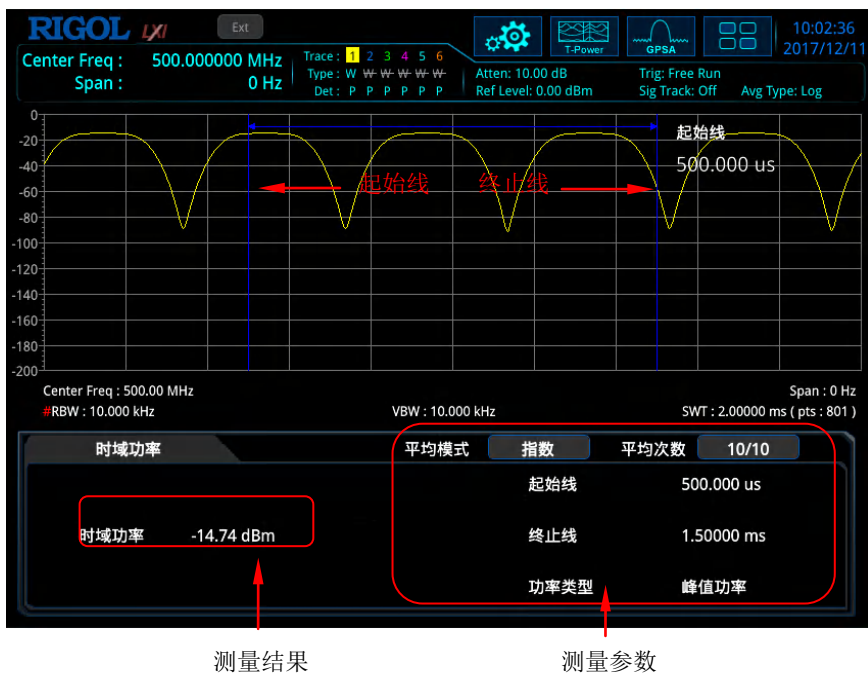 RIGOL LXI Ext T-Power GPSA 10:02:36
2017/12/11
Center Freq : 500.000000 MHz
Span : 0 Hz
Trace : 1 2 3 4 5 6
Type : W W W W W W
Det : P P P P P P
Atten: 10.00 dB Trig: Free Run
Ref Level: 0.00 dBm Sig Track: Off Avg Type: Log
0
-20
-40
-60
-80
-100
-120
-140
-160
-180
-200
起始线
500.000 us
起始线 终止线
Center Freq : 500.00 MHz Span : 0 Hz
#RBW : 10.000 kHz VBW : 10.000 kHz SWT : 2.00000 ms ( pts : 801 )
时域功率 平均模式 指数 平均次数 10/10
起始线 500.000 us
时域功率 -14.74 dBm 终止线 1.50000 ms
功率类型 峰值功率
测量结果 测量参数